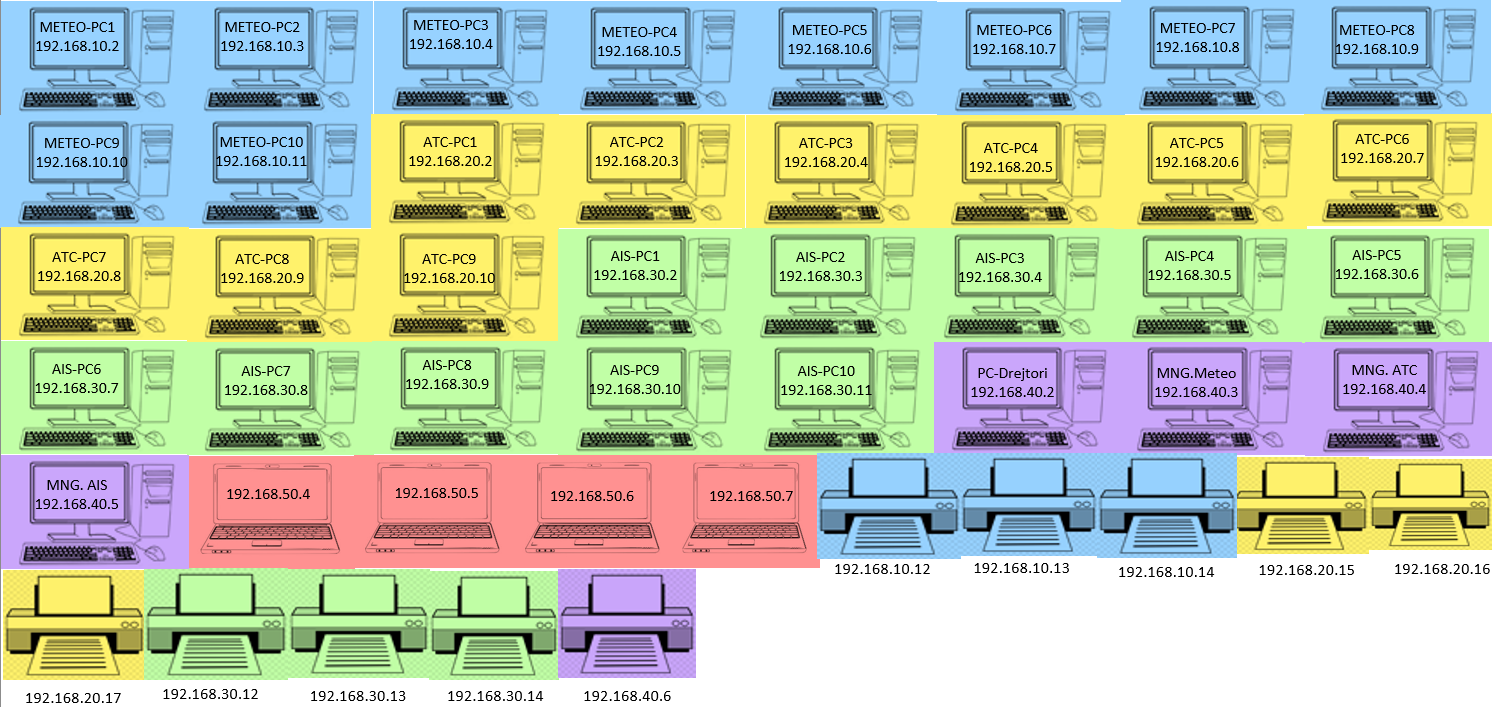 METEO-PC1
192.168.10.2
METEO-PC2
192.168.10.3
METEO-PC3
192.168.10.4
METEO-PC4
192.168.10.5
METEO-PC5
192.168.10.6
METEO-PC6
192.168.10.7
METEO-PC7
192.168.10.8
METEO-PC8
192.168.10.9
METEO-PC9
192.168.10.10
METEO-PC10
192.168.10.11
ATC-PC1
192.168.20.2
ATC-PC2
192.168.20.3
ATC-PC3
192.168.20.4
ATC-PC4
192.168.20.5
ATC-PC5
192.168.20.6
ATC-PC6
192.168.20.7
ATC-PC7
192.168.20.8
ATC-PC8
192.168.20.9
ATC-PC9
192.168.20.10
AIS-PC1
192.168.30.2
AIS-PC2
192.168.30.3
AIS-PC3
192.168.30.4
AIS-PC4
192.168.30.5
AIS-PC5
192.168.30.6
AIS-PC6
192.168.30.7
AIS-PC7
192.168.30.8
AIS-PC8
192.168.30.9
AIS-PC9
192.168.30.10
AIS-PC10
192.168.30.11
PC-Drejtori
192.168.40.2
MNG.Meteo
192.168.40.3
MNG. ATC
192.168.40.4
MNG. AIS
192.168.40.5
192.168.50.4
192.168.50.5
192.168.50.6
192.168.50.7
192.168.10.12
192.168.10.13
192.168.10.14
192.168.20.15
192.168.20.16
192.168.20.17
192.168.30.12
192.168.30.13
192.168.30.14
192.168.40.6